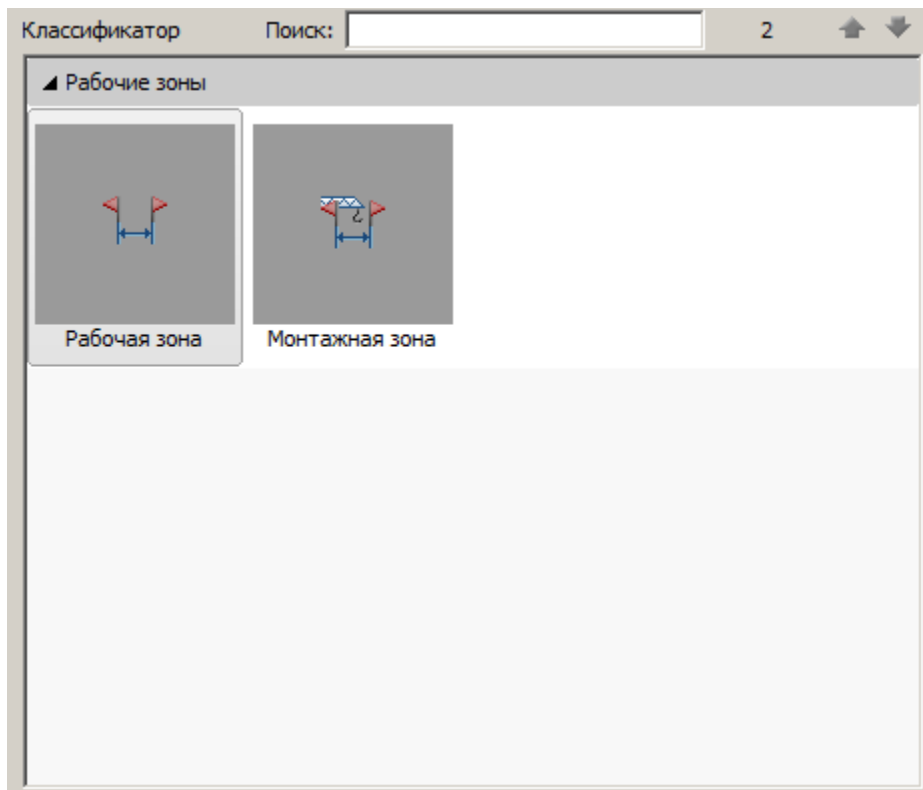 Классификатор Поиск: 2
Рабочие зоны
Рабочая зона Монтажная зона